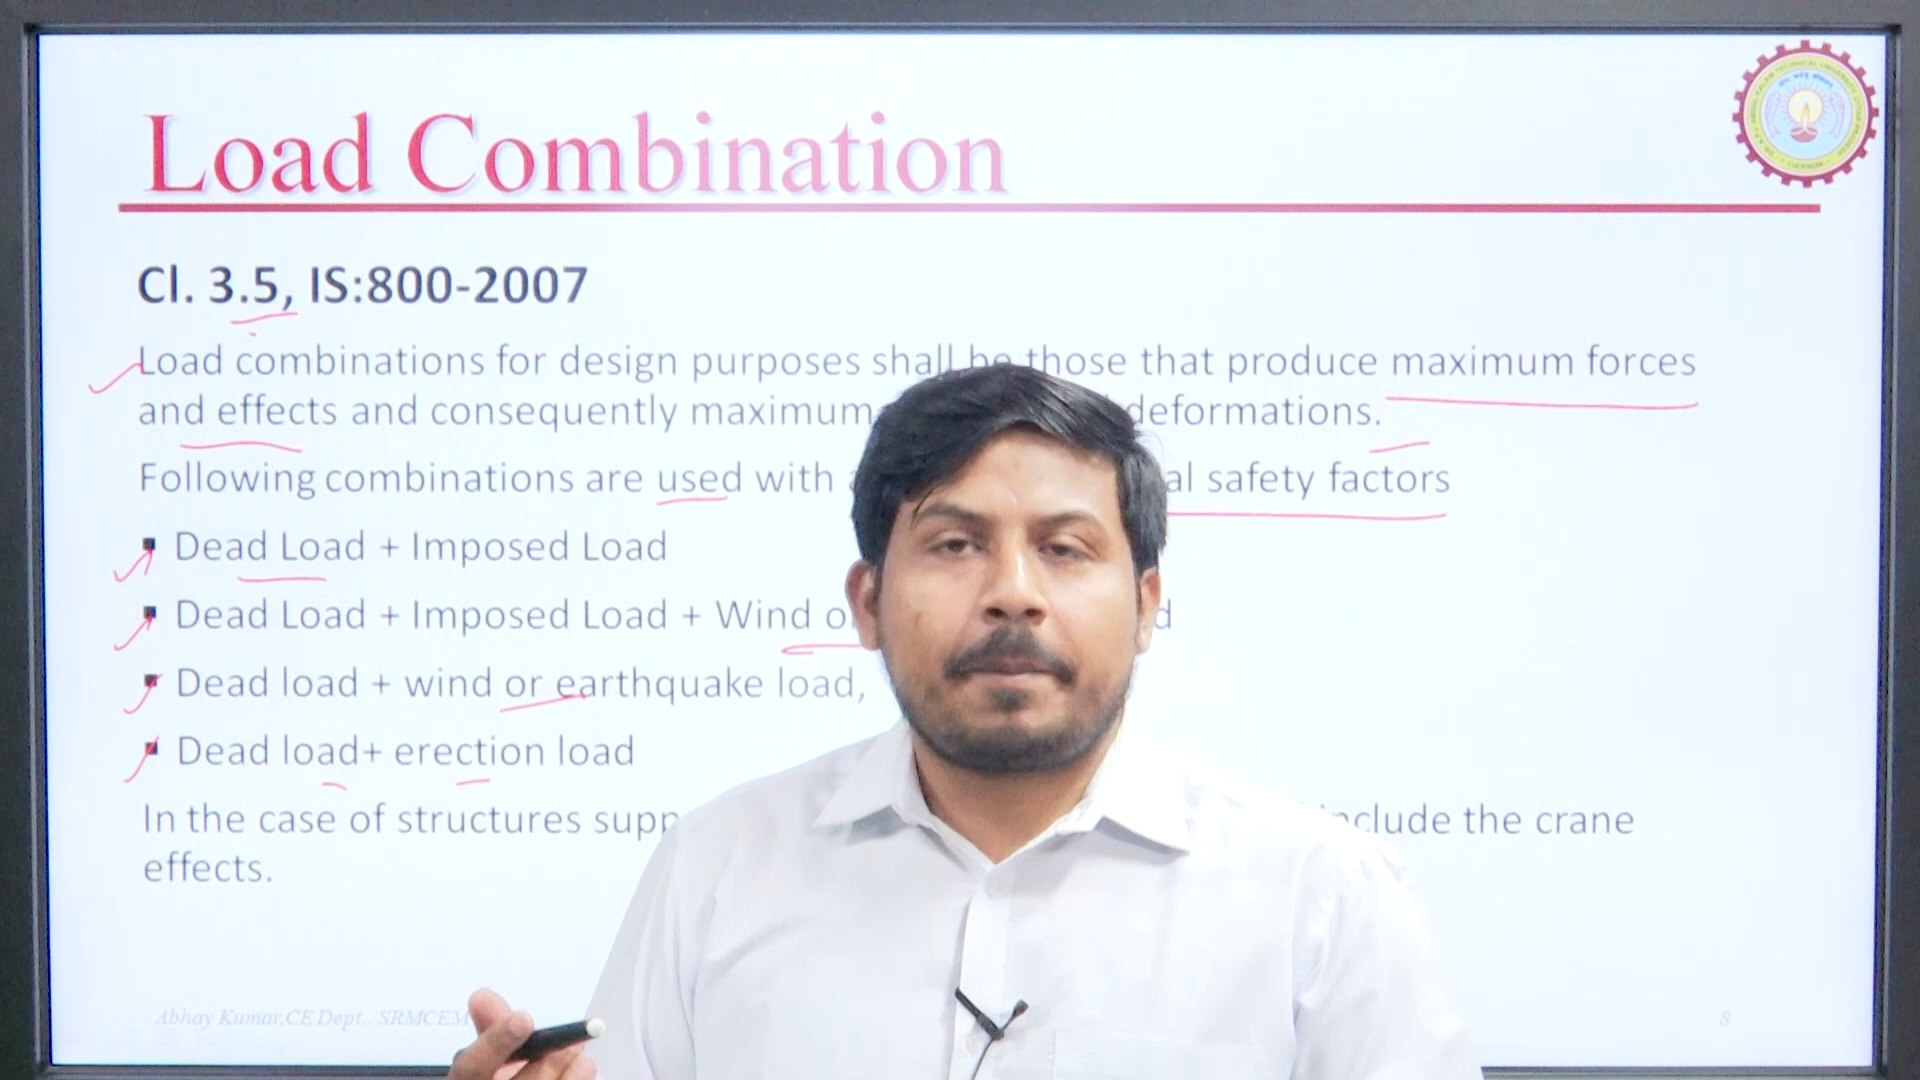 Load Combination
Cl. 3.5, IS:800-2007
Load combinations for design purposes shall be those that produce maximum forces
and effects and consequently maximum deformations.
Following combinations are used with al safety factors
▪ Dead Load + Imposed Load
▪ Dead Load + Imposed Load + Wind o d
▪ Dead load + wind or earthquake load,
▪ Dead load+ erection load
In the case of structures supp nclude the crane
effects.
Abhay Kumar,CE Dept., SRMCEM
8